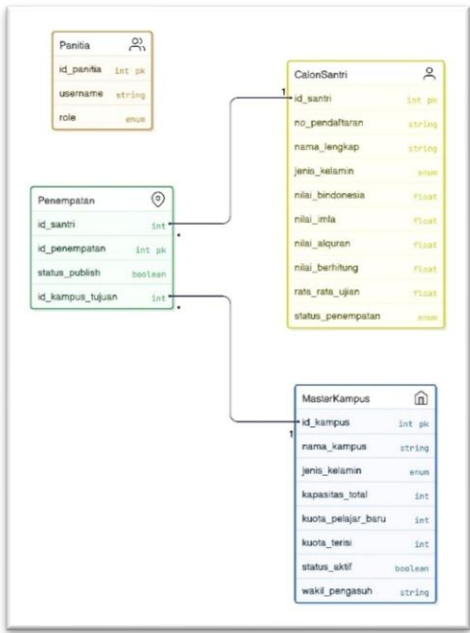 Panitia
id_panitia int pk
username string
role enum
CalonSantri
1
id_santri int pk
no_pendaftaran string
nama_lengkap string
jenis_kelamin enum
nilai_bindonesia float
nilai_imla float
nilai_alquran float
nilai_berhitung float
rata_rata_ujian float
status_penempatan enum
Penempatan
id_santri int
*
id_penempatan int pk
status_publish boolean
id_kampus_tujuan int
*
MasterKampus
id_kampus int pk
1
nama_kampus string
jenis_kelamin enum
kapasitas_total int
kuota_pelajar_baru int
kuota_terisi int
status_aktif boolean
wakil_pengasuh string